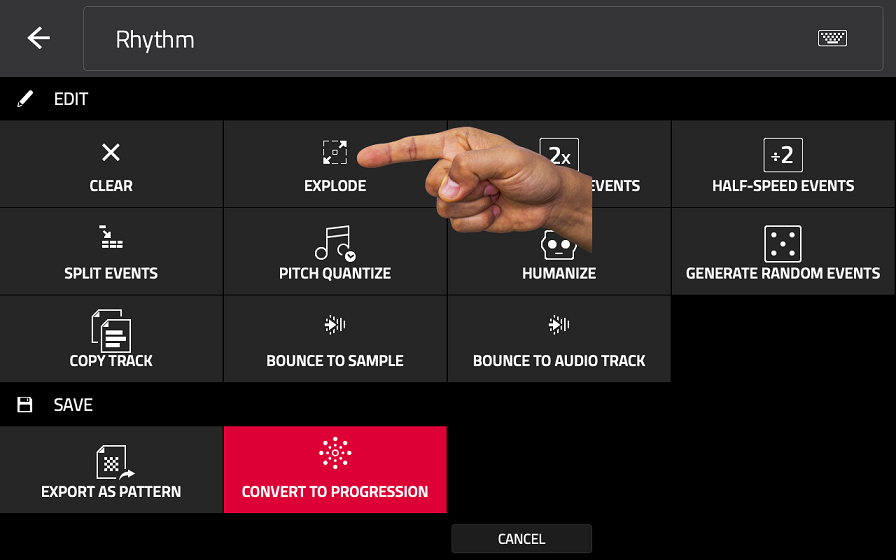 Rhythm
EDIT
CLEAR
EXPLODE
2x
EVENTS
÷2
HALF-SPEED EVENTS
SPLIT EVENTS
PITCH QUANTIZE
HUMANIZE
GENERATE RANDOM EVENTS
COPY TRACK
BOUNCE TO SAMPLE
BOUNCE TO AUDIO TRACK
SAVE
EXPORT AS PATTERN
CONVERT TO PROGRESSION
CANCEL